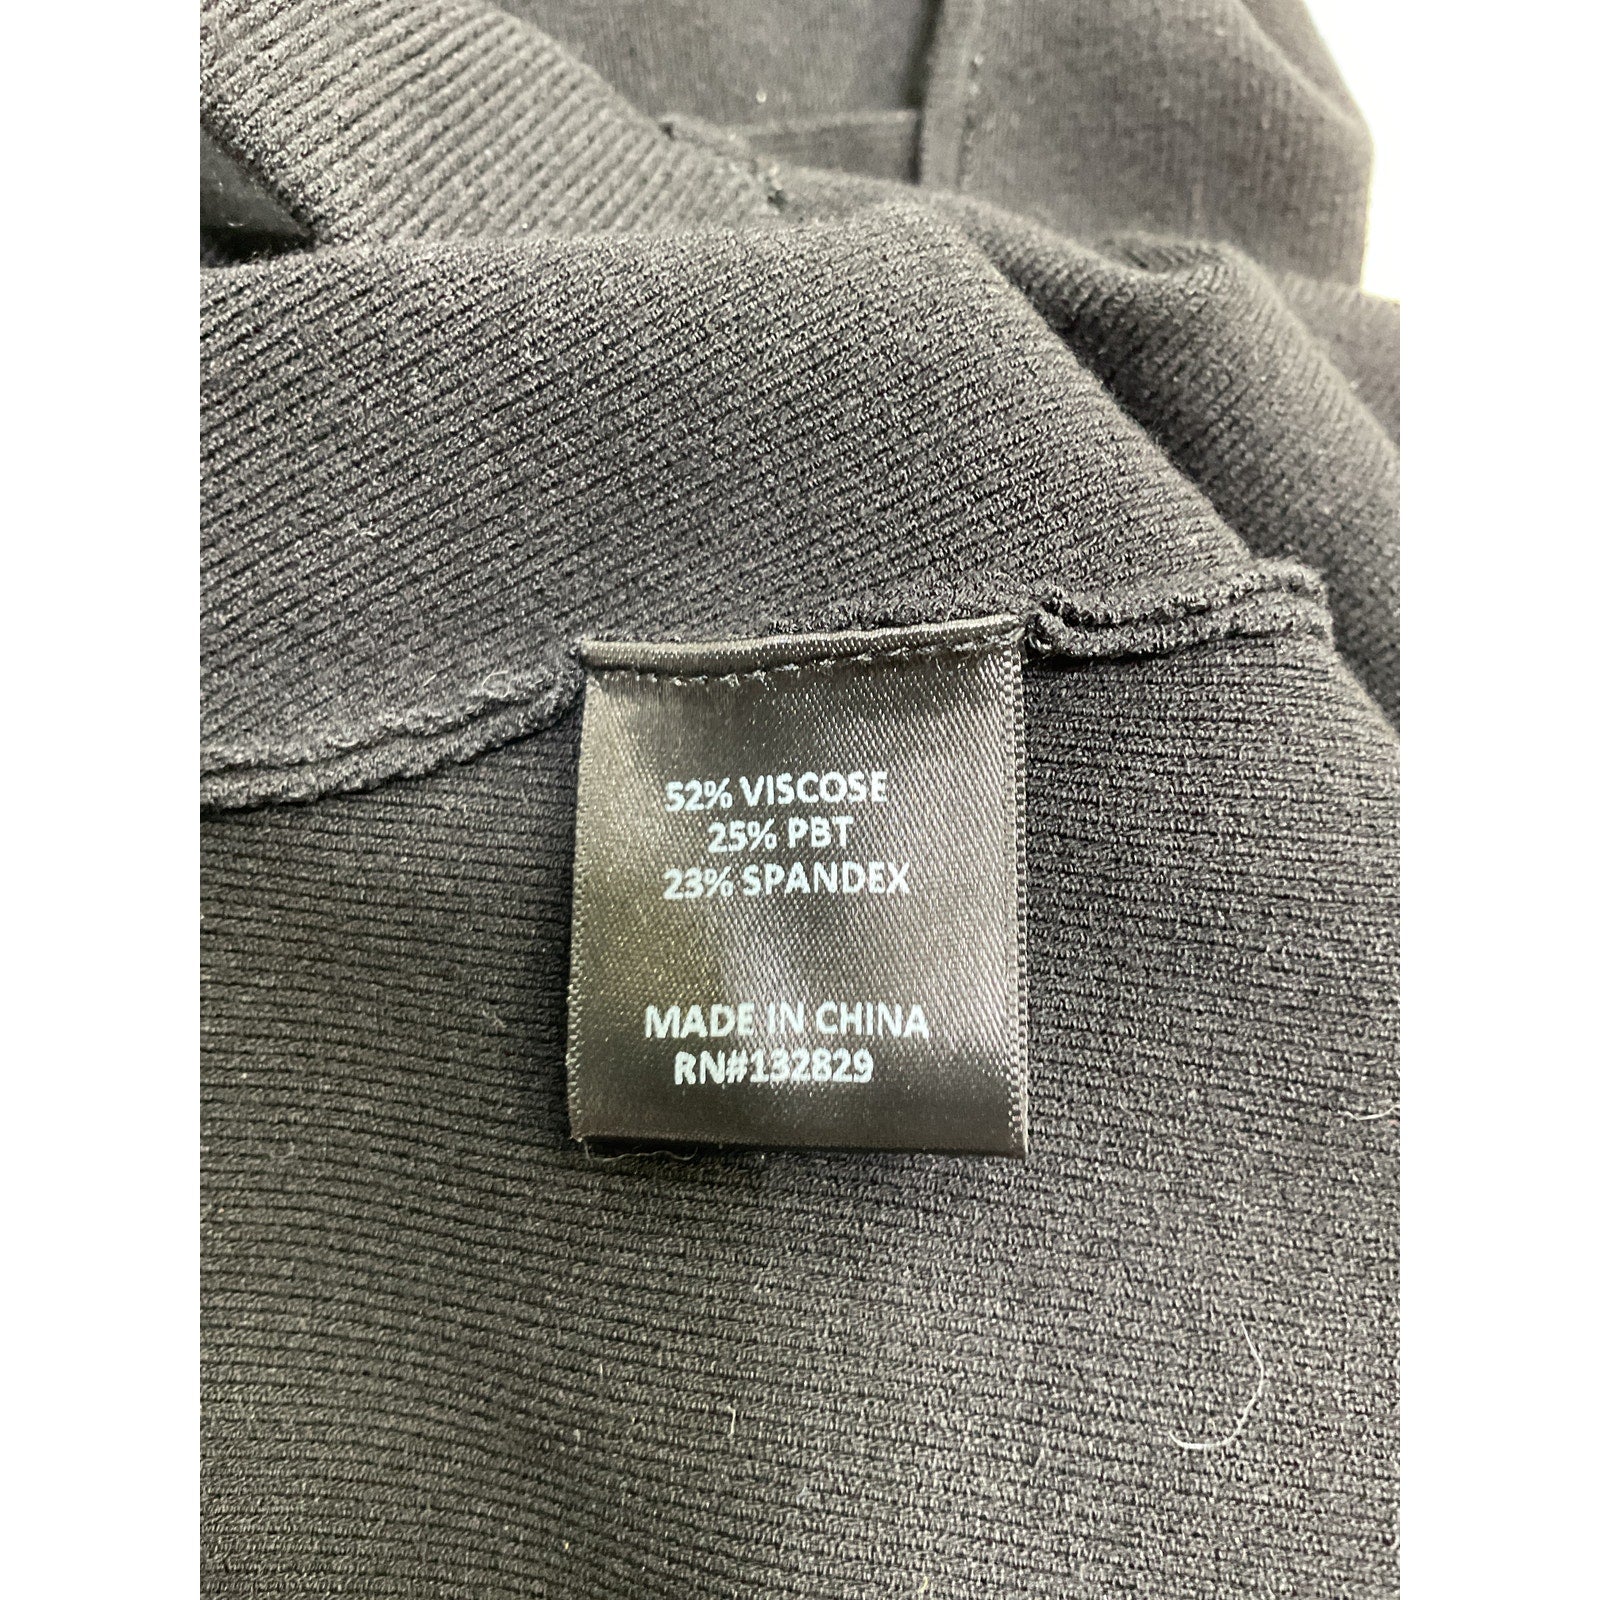 52% VISCOSE
25% PBT
23% SPANDEX
MADE IN CHINA
RN#132829